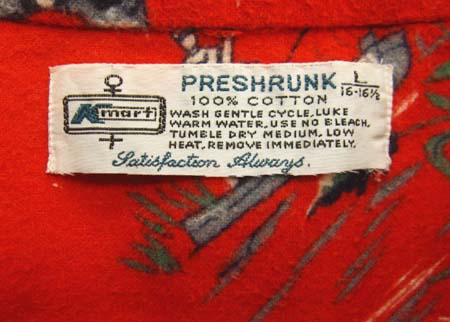 PRESHRUNK L
16-16½
100% COTTON
Kmart
WASH GENTLE CYCLE, LUKE
WARM WATER, USE NO BLEACH,
TUMBLE DRY MEDIUM, LOW
HEAT, REMOVE IMMEDIATELY.
Satisfaction Always.